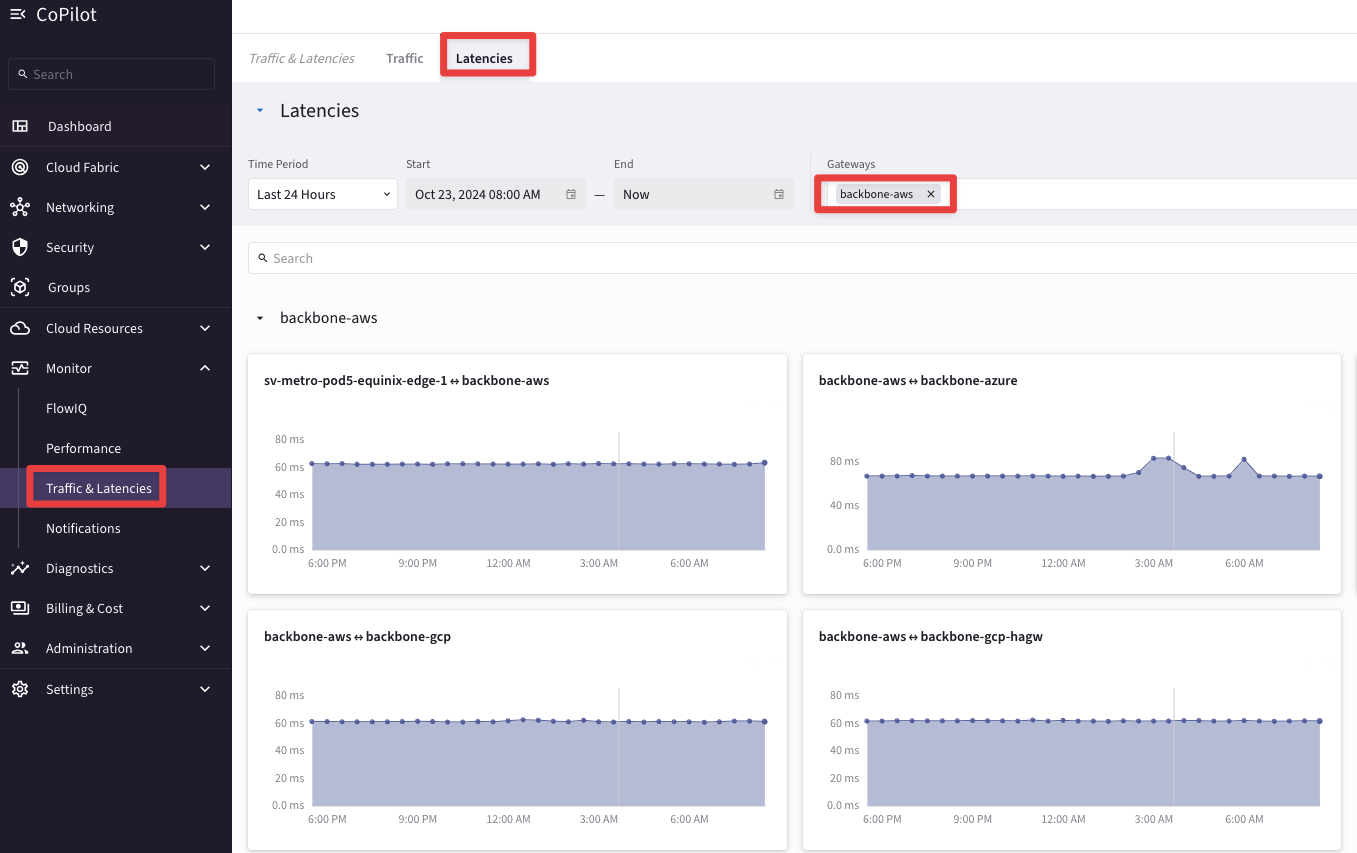 CoPilot
Search
Dashboard
Cloud Fabric
Networking
Security
Groups
Cloud Resources
Monitor
FlowIQ
Performance
Traffic & Latencies
Notifications
Diagnostics
Billing & Cost
Administration
Settings
Traffic & Latencies Traffic Latencies
Latencies
Time Period Start End Gateways
Last 24 Hours Oct 23, 2024 08:00 AM — Now backbone-aws ✕
Search
backbone-aws
sv-metro-pod5-equinix-edge-1 ↔ backbone-aws
80 ms
60 ms
40 ms
20 ms
0.0 ms
6:00 PM 9:00 PM 12:00 AM 3:00 AM 6:00 AM
backbone-aws ↔ backbone-azure
80 ms
40 ms
0.0 ms
6:00 PM 9:00 PM 12:00 AM 3:00 AM 6:00 AM
backbone-aws ↔ backbone-gcp
80 ms
60 ms
40 ms
20 ms
0.0 ms
6:00 PM 9:00 PM 12:00 AM 3:00 AM 6:00 AM
backbone-aws ↔ backbone-gcp-hagw
80 ms
60 ms
40 ms
20 ms
0.0 ms
6:00 PM 9:00 PM 12:00 AM 3:00 AM 6:00 AM